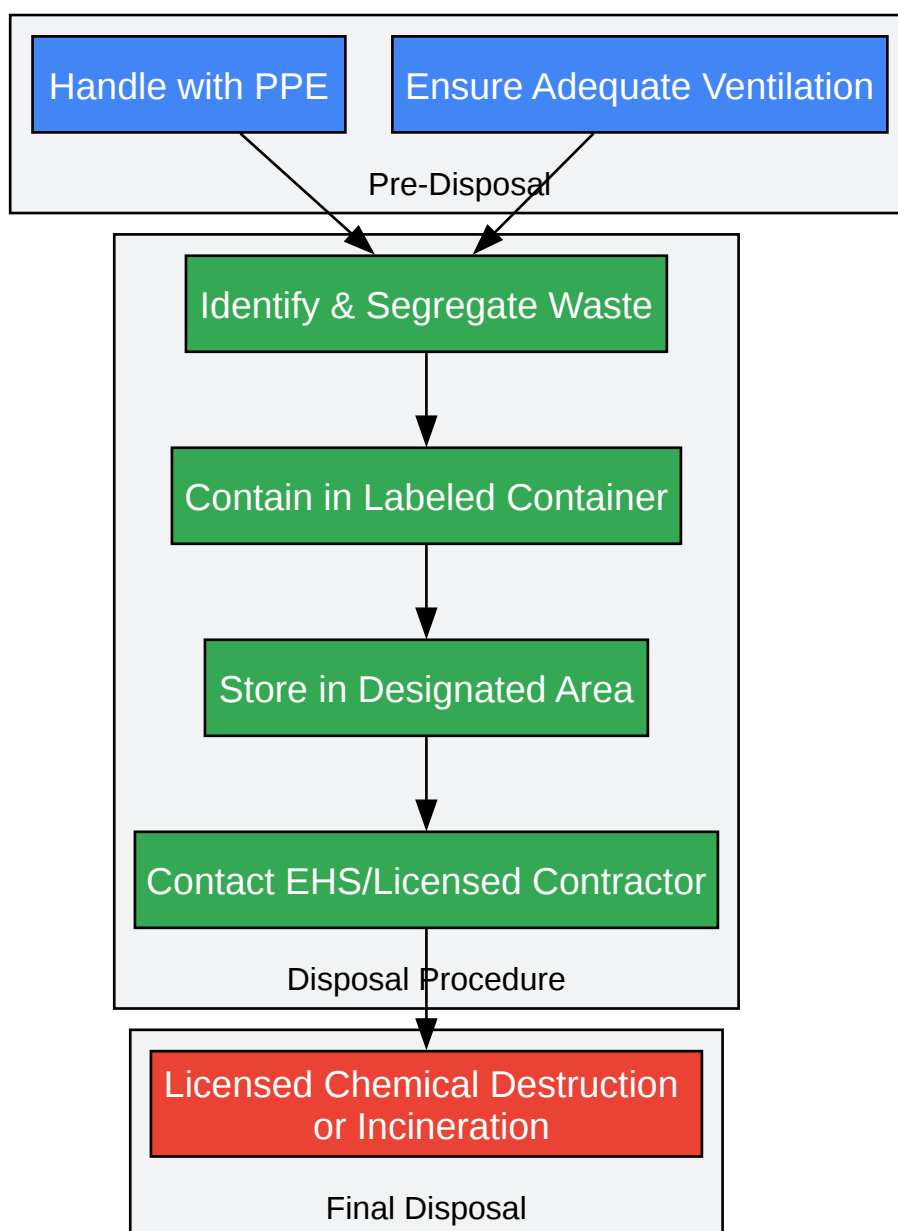 Handle with PPE
Ensure Adequate Ventilation
Pre-Disposal
Identify & Segregate Waste
Contain in Labeled Container
Store in Designated Area
Contact EHS/Licensed Contractor
Disposal Procedure
Licensed Chemical Destruction
or Incineration
Final Disposal